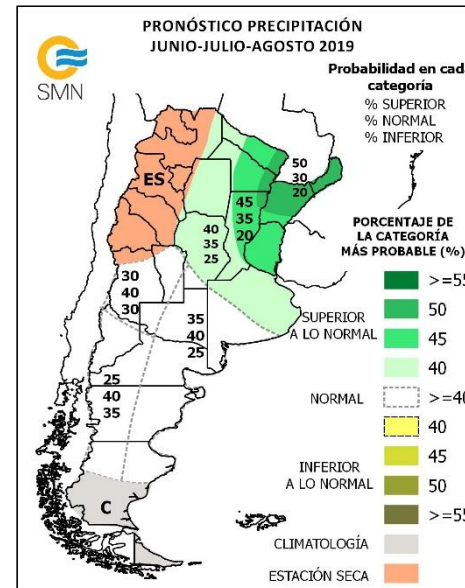 PRONÓSTICO PRECIPITACIÓN
JUNIO-JULIO-AGOSTO 2019
SMN
Probabilidad en cada
categoría
% SUPERIOR
% NORMAL
% INFERIOR
ES
50
30
20
45
35
20
40
35
25
30
40
30
35
40
25
25
40
35
C
PORCENTAJE DE
LA CATEGORÍA
MÁS PROBABLE (%)
>=55
50
SUPERIOR
A LO NORMAL
45
40
NORMAL
>=40
40
INFERIOR
A LO NORMAL
45
50
>=55
CLIMATOLOGÍA
ESTACIÓN SECA